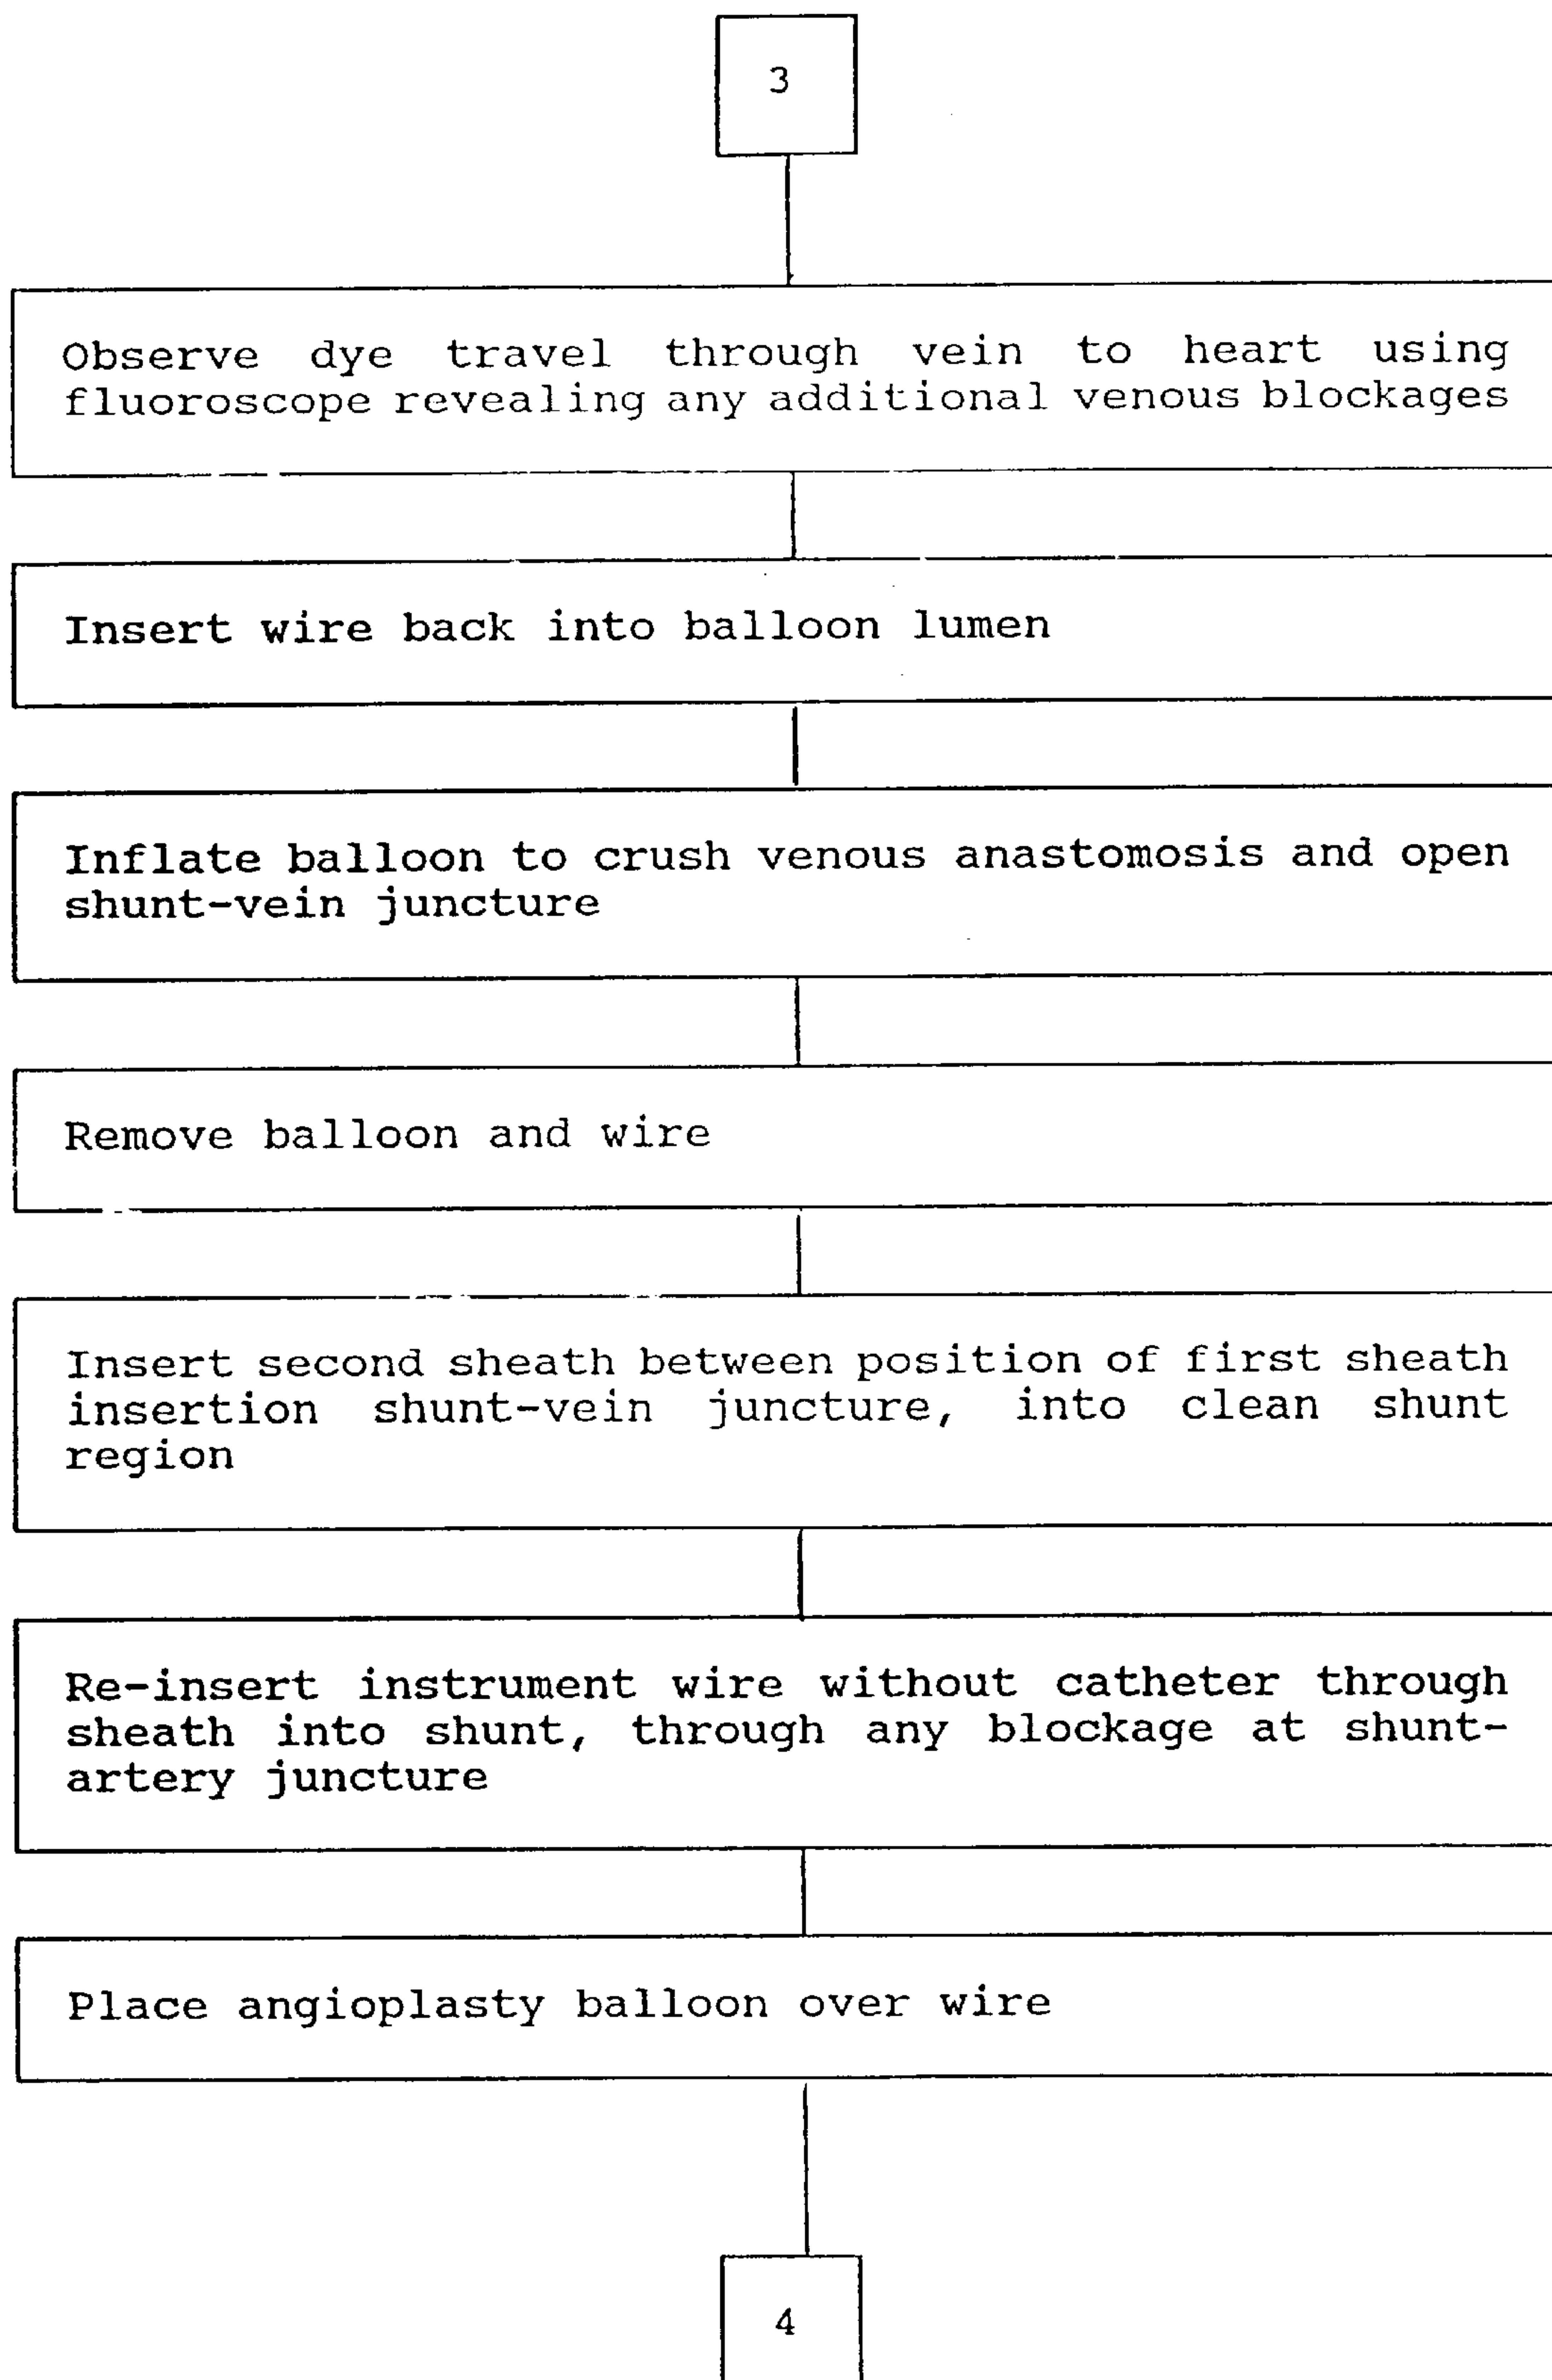 3
Observe dye travel through vein to heart using
fluoroscope revealing any additional venous blockages
Insert wire back into balloon lumen
Inflate balloon to crush venous anastomosis and open
shunt-vein juncture
Remove balloon and wire
Insert second sheath between position of first sheath
insertion shunt-vein juncture, into clean shunt
region
Re-insert instrument wire without catheter through
sheath into shunt, through any blockage at shunt-
artery juncture
Place angioplasty balloon over wire
4